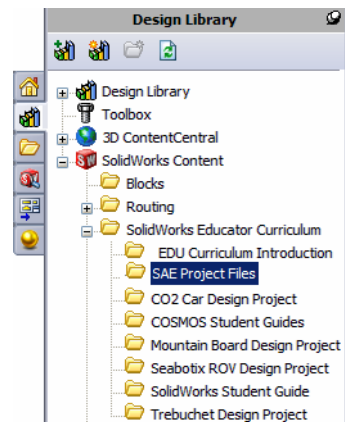 Design Library
Design Library
Toolbox
3D ContentCentral
SolidWorks Content
Blocks
Routing
SolidWorks Educator Curriculum
EDU Curriculum Introduction
SAE Project Files
CO2 Car Design Project
COSMOS Student Guides
Mountain Board Design Project
Seabotix ROV Design Project
SolidWorks Student Guide
Trebuchet Design Project